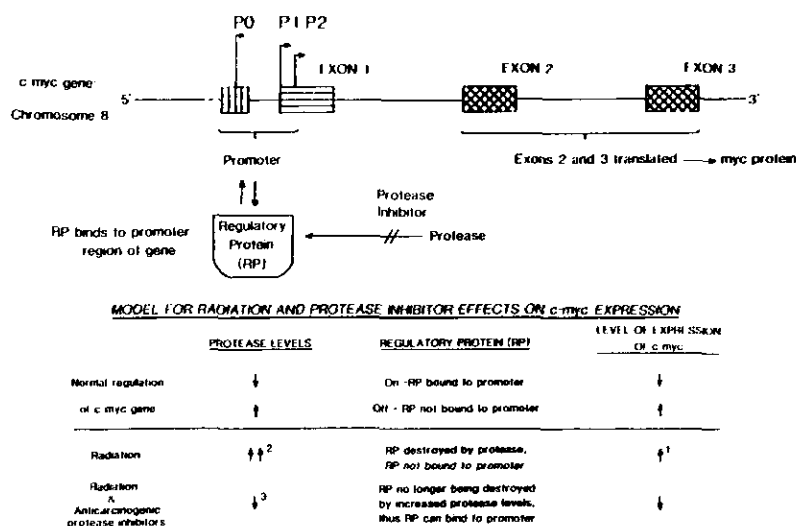 P0 P1 P2
EXON 1 EXON 2 EXON 3
c myc gene
Chromosome 8
5' 3'
Promoter
Exons 2 and 3 translated → myc protein
RP binds to promoter
region of gene
Regulatory
Protein
(RP)
Protease
Inhibitor
Protease
MODEL FOR RADIATION AND PROTEASE INHIBITOR EFFECTS ON c-myc EXPRESSION
PROTEASE LEVELS REGULATORY PROTEIN (RP) LEVEL OF EXPRESSION
OF c myc
Normal regulation ↓ On - RP bound to promoter ↓
of c myc gene ↑ Off - RP not bound to promoter ↑
Radiation ↑↑2 RP destroyed by protease, ↑1
RP not bound to promoter
Radiation RP no longer being destroyed
& ↓3 by increased protease levels, ↓
Anticarcinogenic thus RP can bind to promoter
protease inhibitors